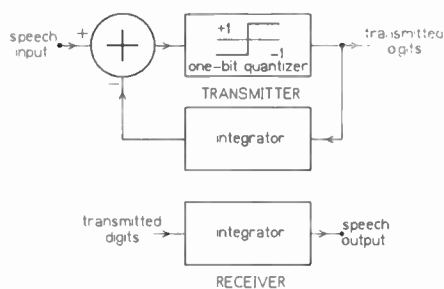 speech
input
+
+
−
+1
−1
one-bit quantizer
transmitted
digits
TRANSMITTER
integrator
transmitted
digits
integrator
speech
output
RECEIVER